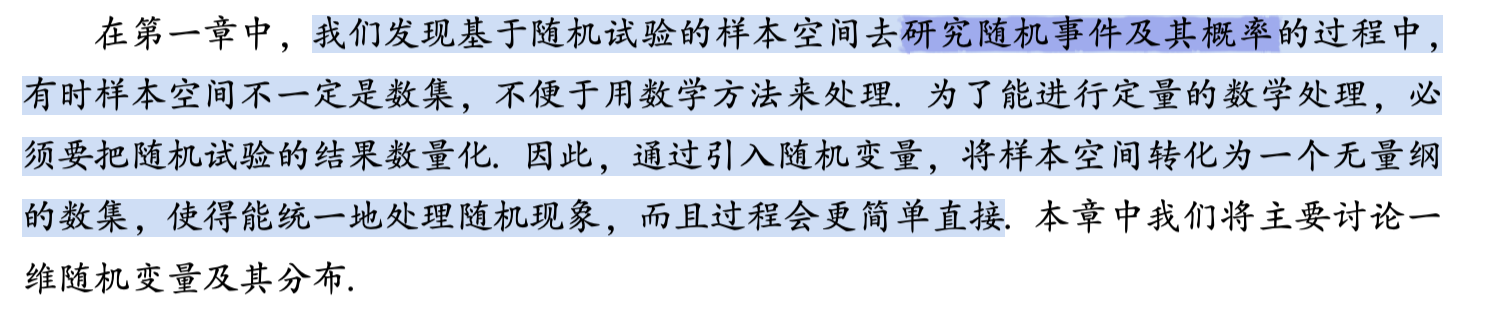 在第一章中，我们发现基于随机试验的样本空间去研究随机事件及其概率的过程中，
有时样本空间不一定是数集，不便于用数学方法来处理. 为了能进行定量的数学处理，必
须要把随机试验的结果数量化. 因此，通过引入随机变量，将样本空间转化为一个无量纲
的数集，使得能统一地处理随机现象，而且过程会更简单直接. 本章中我们将主要讨论一
维随机变量及其分布.